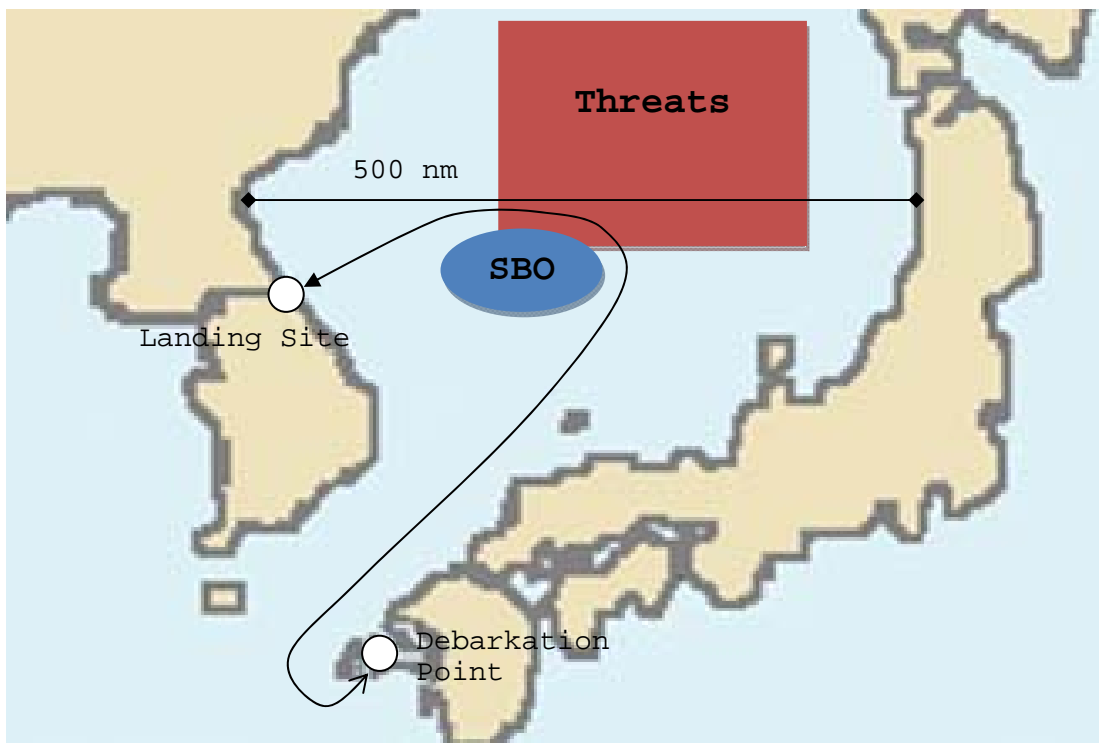 Threats
500 nm
SBO
Landing Site
Debarkation
Point